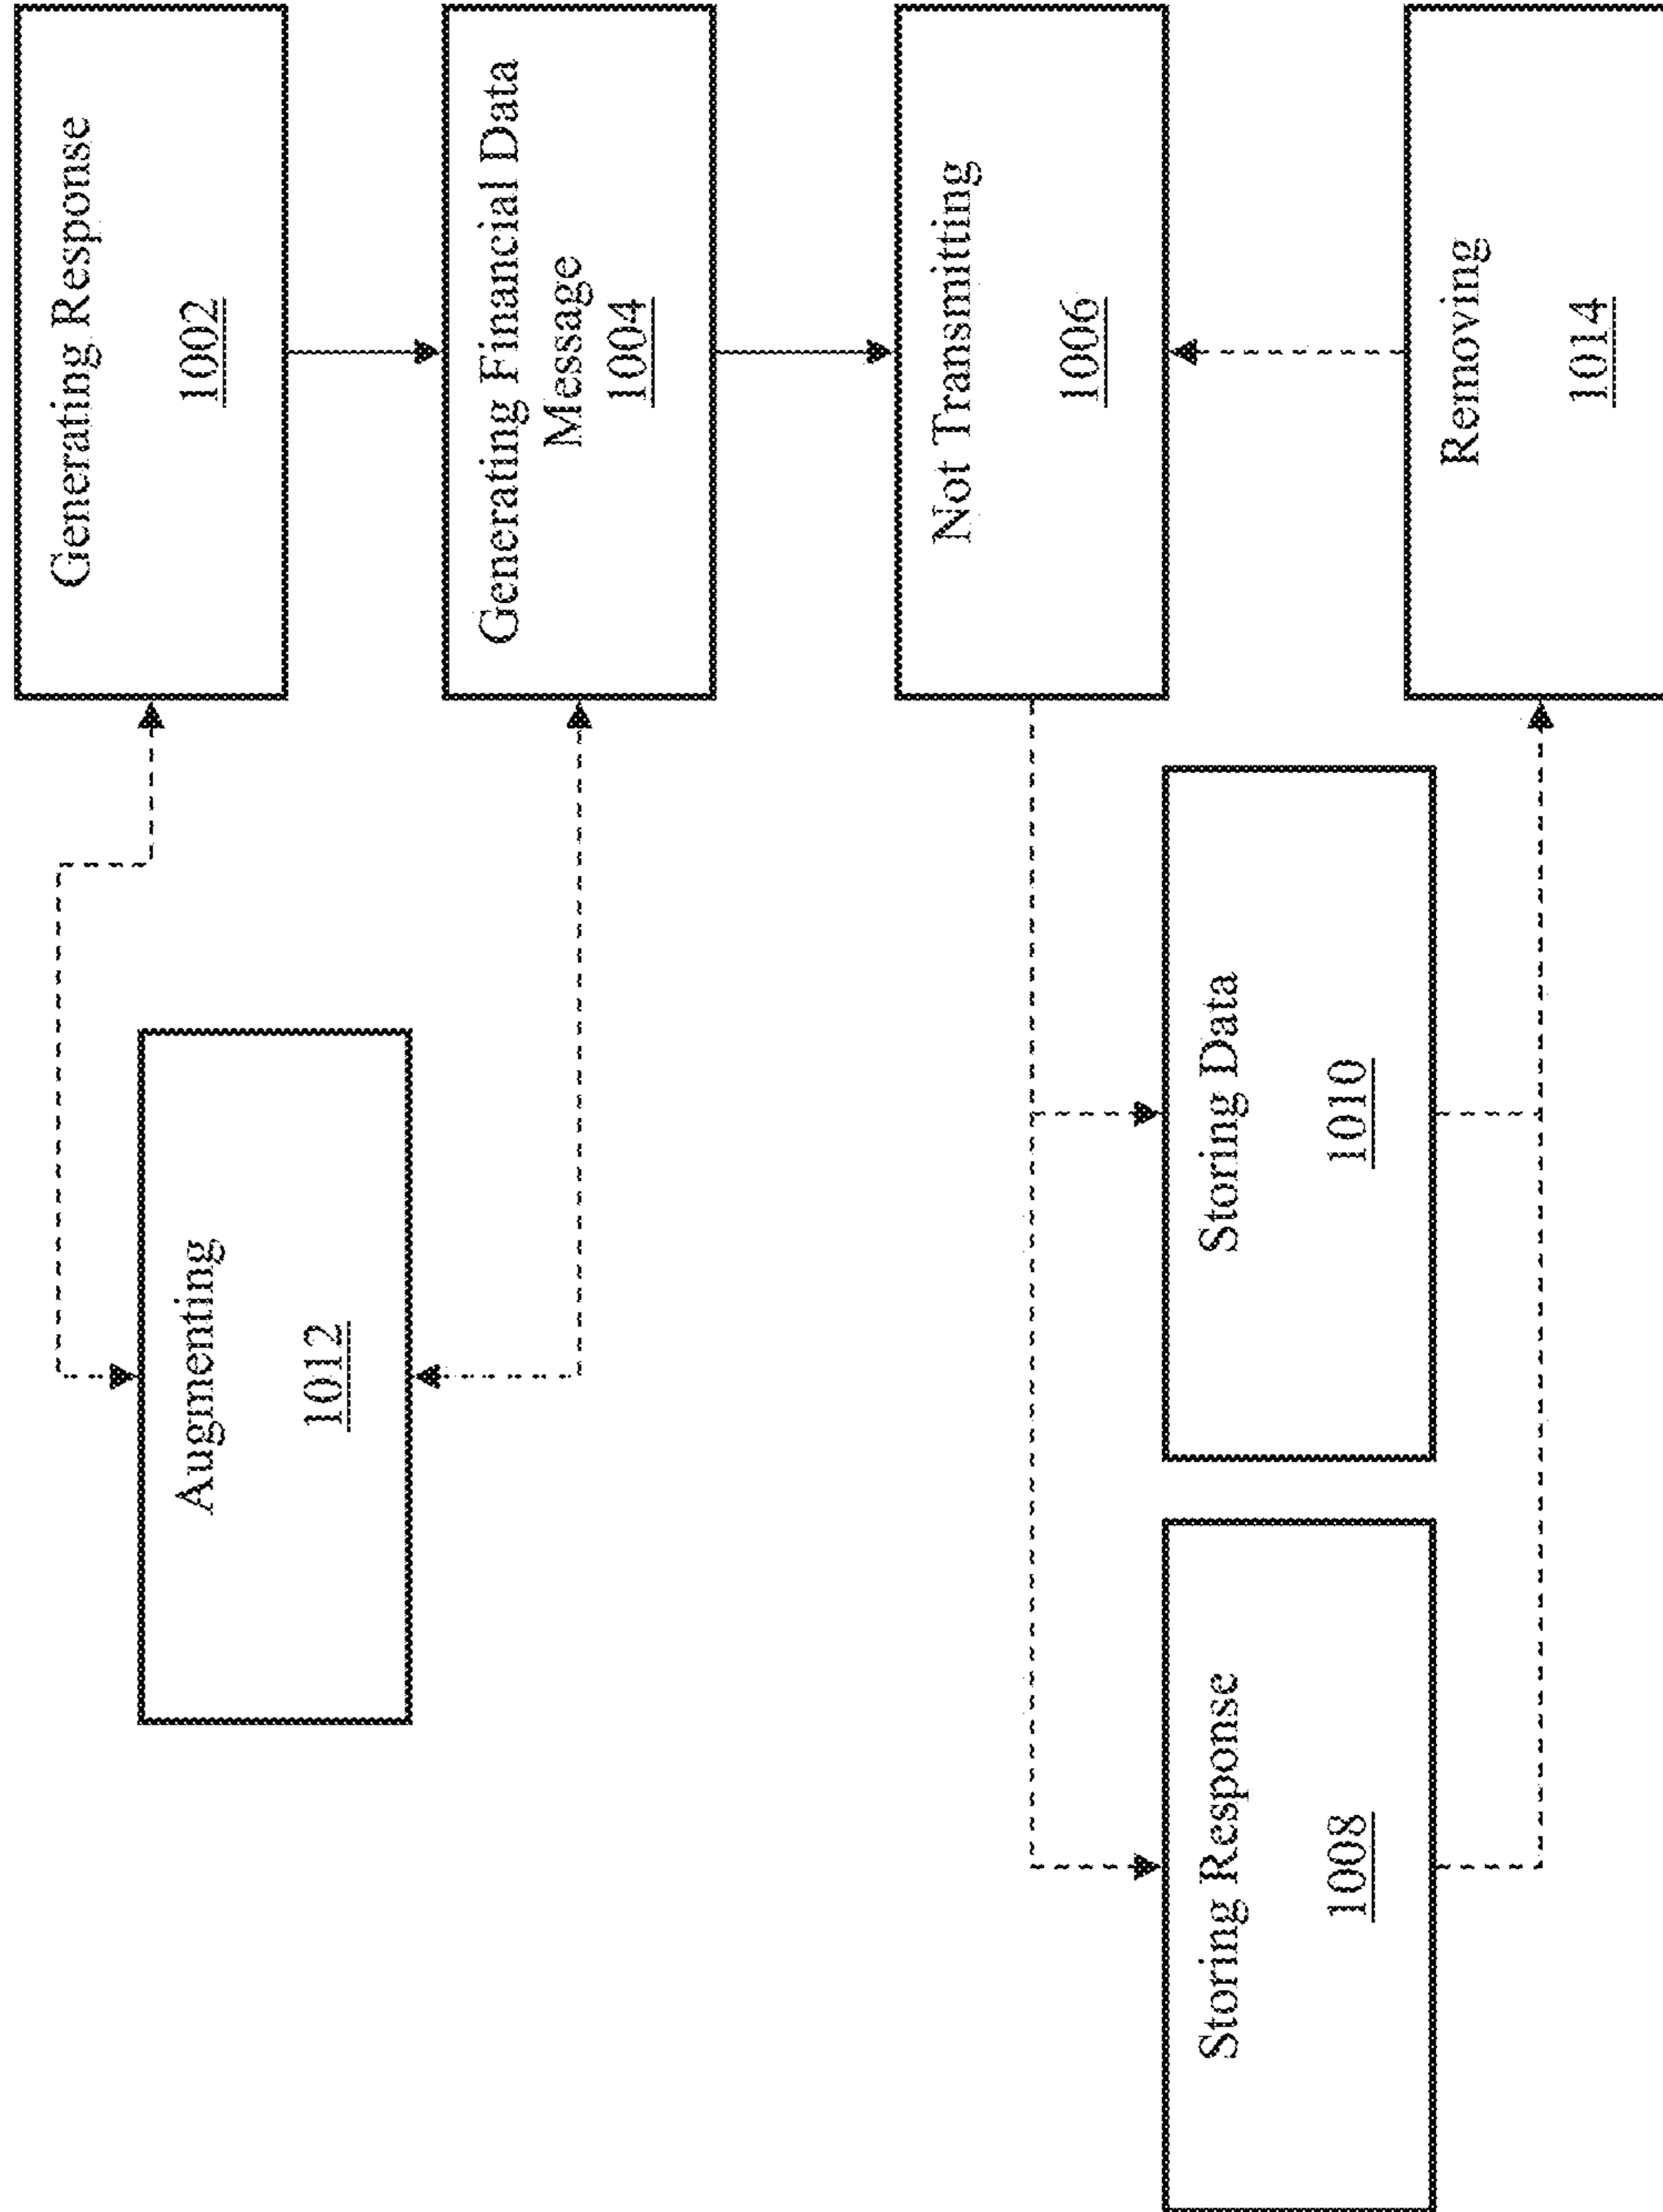 Generating Response
1002
Generating Financial Data
Message
1004
Not Transmitting
1006
Removing
1014
Augmenting
1012
Storing Data
1010
Storing Response
1008